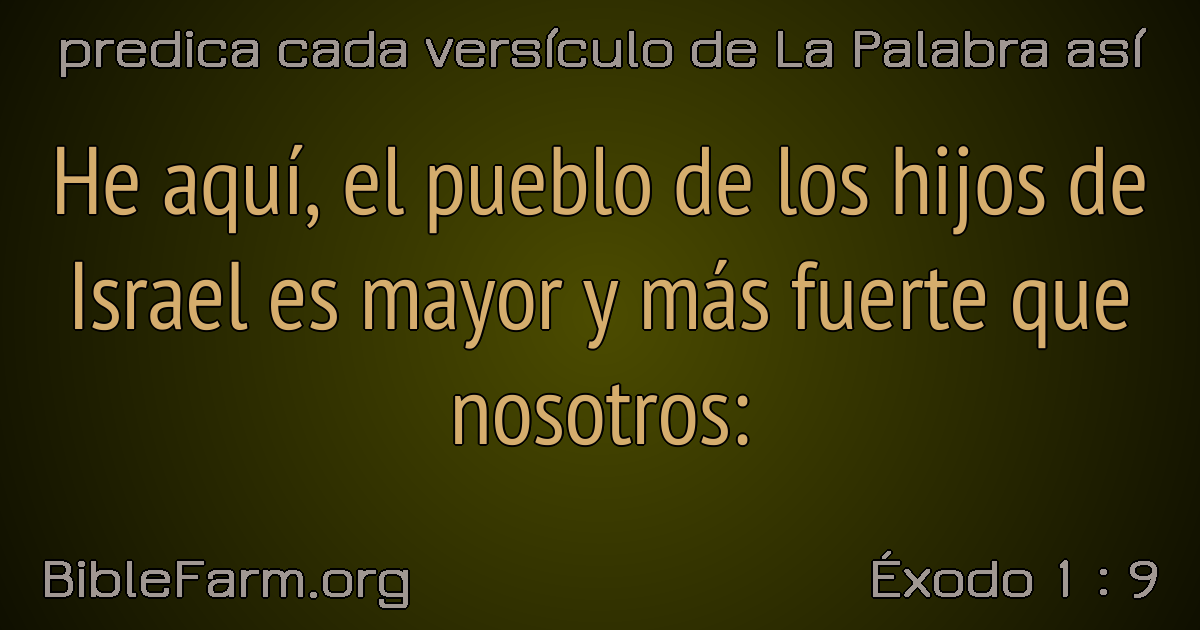 predica cada versículo de La Palabra así
He aquí, el pueblo de los hijos de
Israel es mayor y más fuerte que
nosotros:
BibleFarm.org
Éxodo 1 : 9